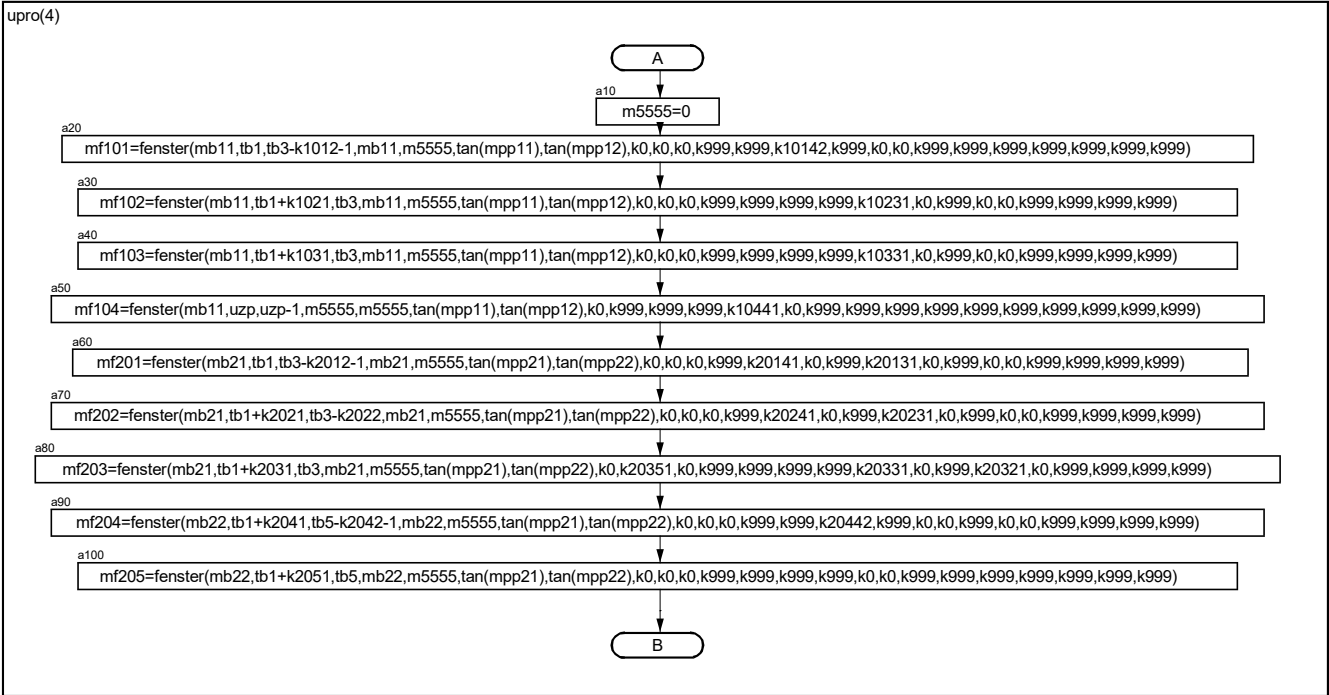 upro(4)
A
a10
m5555=0
a20
mf101=fenster(mb11,tb1,tb3-k1012-1,mb11,m5555,tan(mpp11),tan(mpp12),k0,k0,k0,k999,k999,k10142,k999,k0,k0,k999,k999,k999,k999,k999,k999,k999)
a30
mf102=fenster(mb11,tb1+k1021,tb3,mb11,m5555,tan(mpp11),tan(mpp12),k0,k0,k0,k999,k999,k999,k999,k10231,k0,k999,k0,k0,k999,k999,k999,k999)
a40
mf103=fenster(mb11,tb1+k1031,tb3,mb11,m5555,tan(mpp11),tan(mpp12),k0,k0,k0,k999,k999,k999,k999,k10331,k0,k999,k0,k0,k999,k999,k999,k999)
a50
mf104=fenster(mb11,uzp,uzp-1,m5555,m5555,tan(mpp11),tan(mpp12),k0,k999,k999,k999,k10441,k0,k999,k999,k999,k999,k999,k999,k999,k999,k999,k999)
a60
mf201=fenster(mb21,tb1,tb3-k2012-1,mb21,m5555,tan(mpp21),tan(mpp22),k0,k0,k0,k999,k20141,k0,k999,k20131,k0,k999,k0,k0,k999,k999,k999,k999)
a70
mf202=fenster(mb21,tb1+k2021,tb3-k2022,mb21,m5555,tan(mpp21),tan(mpp22),k0,k0,k0,k999,k20241,k0,k999,k20231,k0,k999,k0,k0,k999,k999,k999,k999)
a80
mf203=fenster(mb21,tb1+k2031,tb3,mb21,m5555,tan(mpp21),tan(mpp22),k0,k20351,k0,k999,k999,k999,k999,k20331,k0,k999,k20321,k0,k999,k999,k999,k999)
a90
mf204=fenster(mb22,tb1+k2041,tb5-k2042-1,mb22,m5555,tan(mpp21),tan(mpp22),k0,k0,k0,k999,k999,k20442,k999,k0,k0,k999,k0,k0,k999,k999,k999,k999)
a100
mf205=fenster(mb22,tb1+k2051,tb5,mb22,m5555,tan(mpp21),tan(mpp22),k0,k0,k0,k999,k999,k999,k999,k0,k0,k999,k999,k999,k999,k999,k999,k999)
B